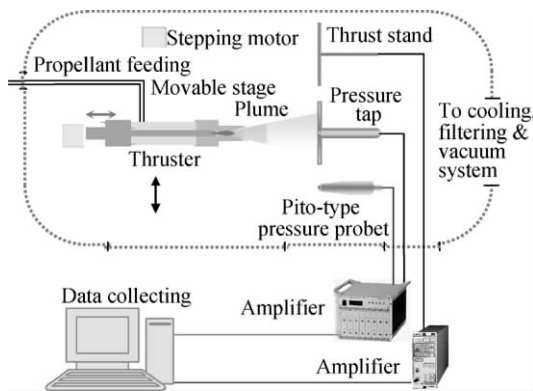 Stepping motor
Thrust stand
Propellant feeding
Movable stage
Plume
Pressure
tap
To cooling,
filtering &
vacuum
system
Thruster
Pito-type
pressure probet
Data collecting
Amplifier
Amplifier